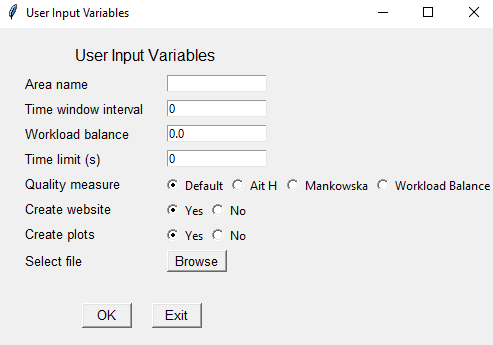 User Input Variables
User Input Variables
Area name
Time window interval 0
Workload balance 0.0
Time limit (s) 0
Quality measure Default Ait H Mankowska Workload Balance
Create website Yes No
Create plots Yes No
Select file Browse
OK Exit